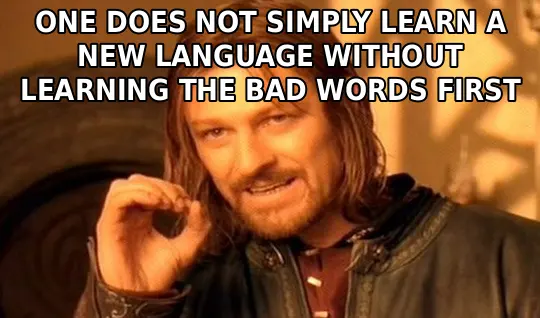 ONE DOES NOT SIMPLY LEARN A
NEW LANGUAGE WITHOUT
LEARNING THE BAD WORDS FIRST